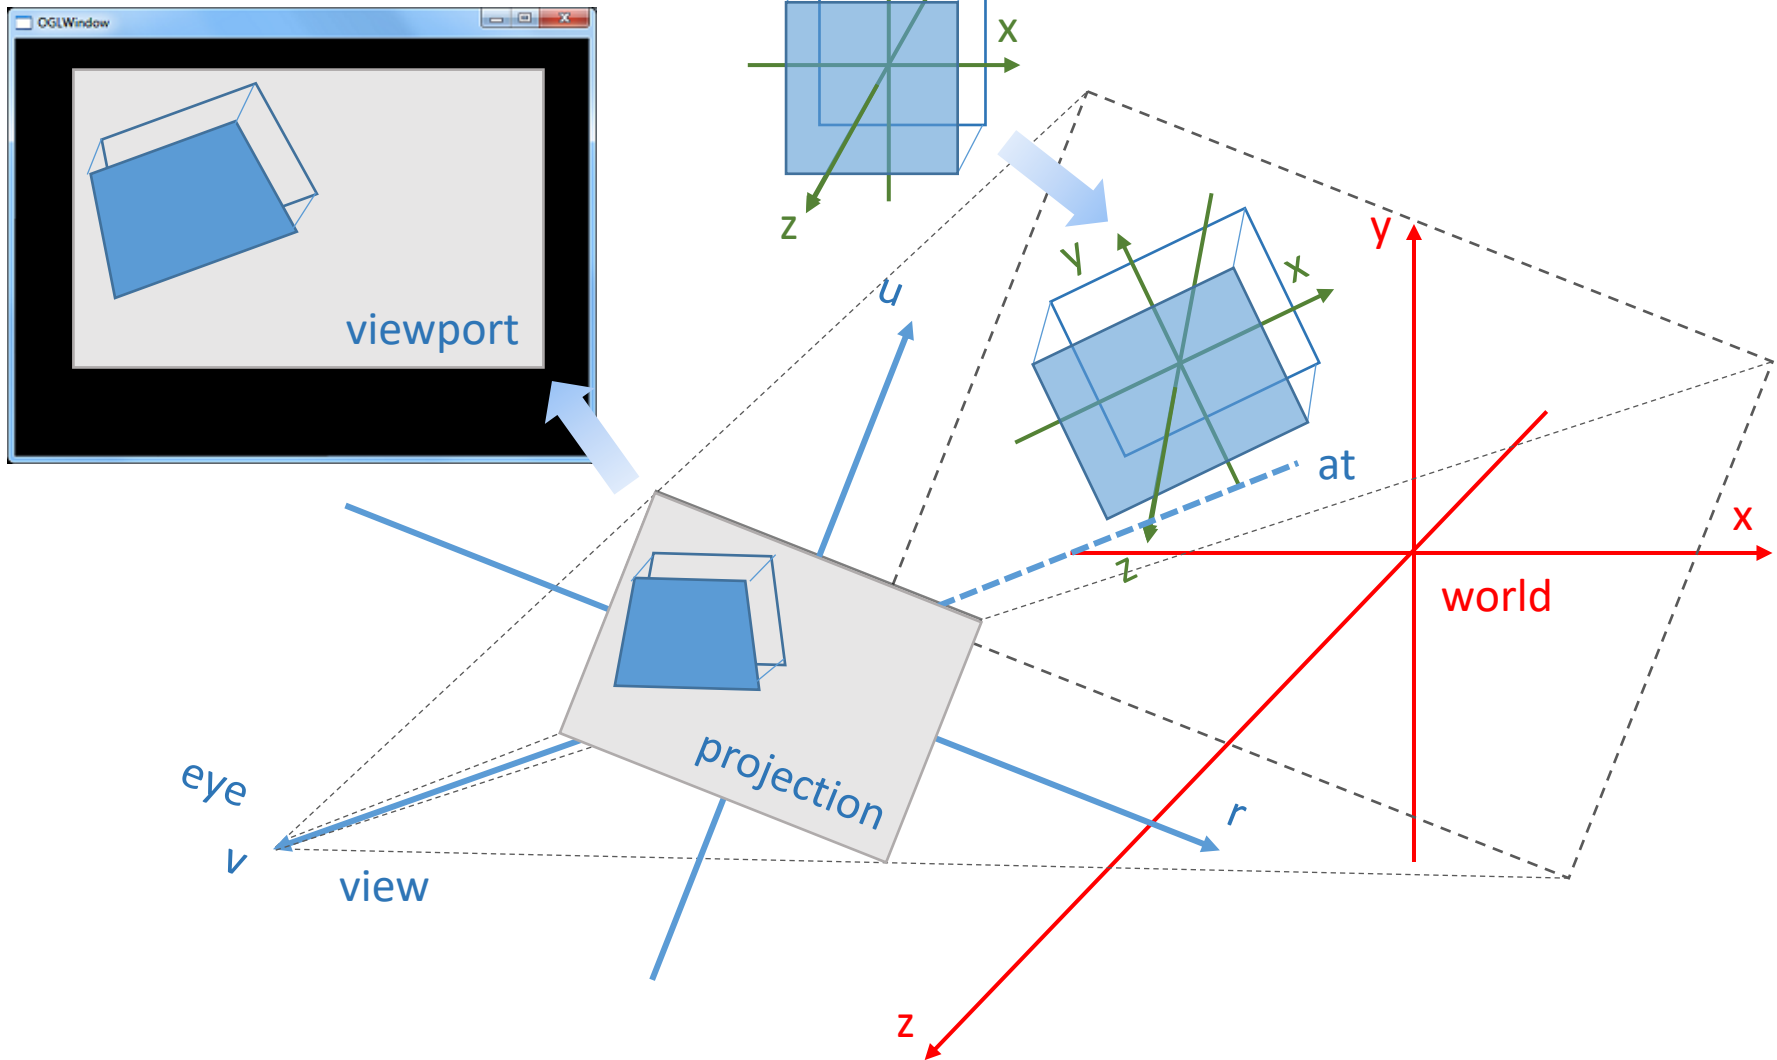 OGLWindow
x
z
viewport
u
y
x
z
at
y
x
world
z
projection
eye
v
view
r